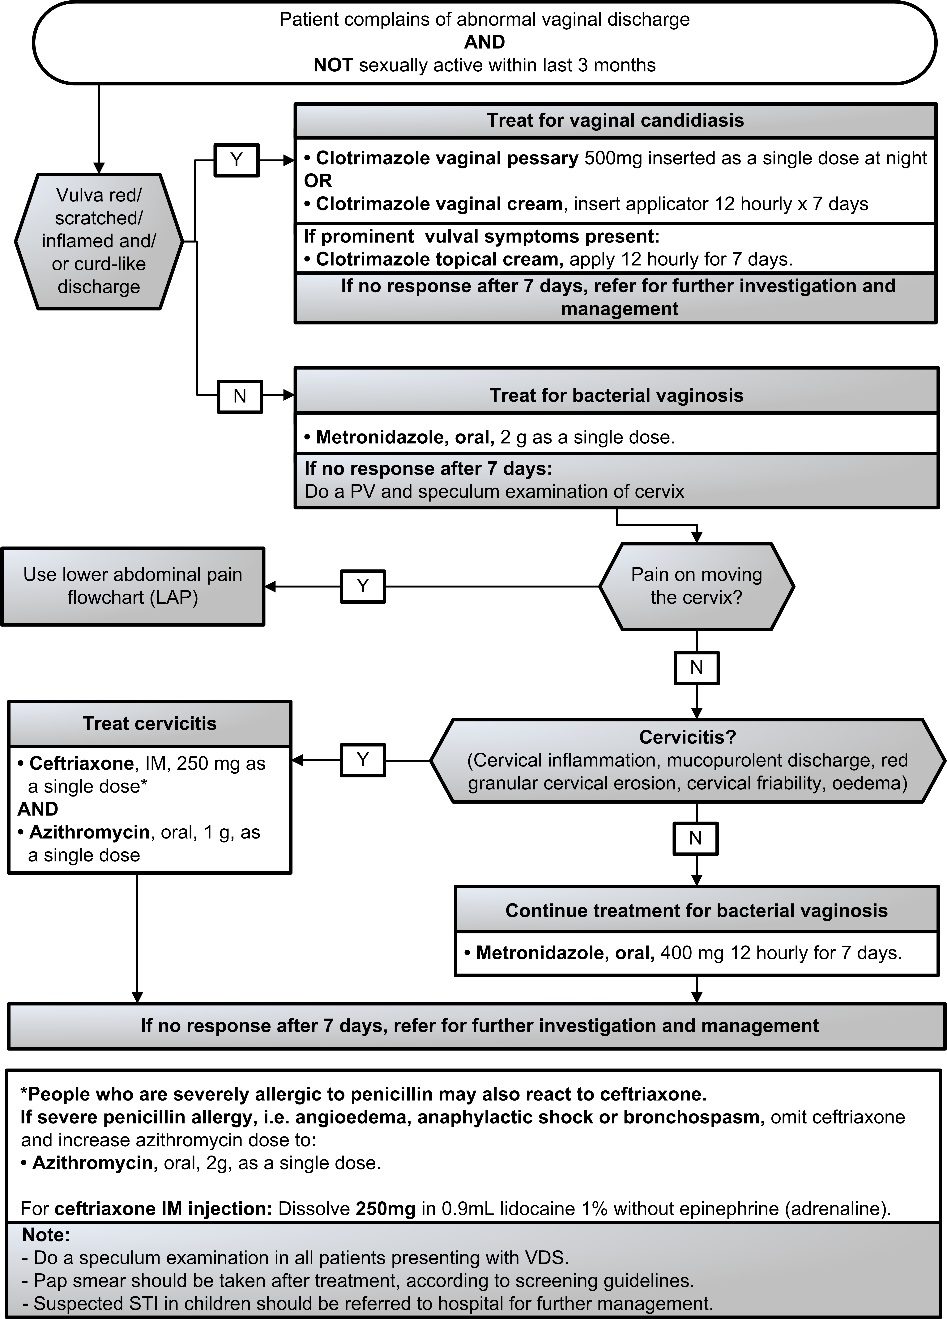 Patient complains of abnormal vaginal discharge
AND
NOT sexually active within last 3 months
Vulva red/
scratched/
inflamed and/
or curd-like
discharge
Y
Treat for vaginal candidiasis
• Clotrimazole vaginal pessary 500mg inserted as a single dose at night
OR
• Clotrimazole vaginal cream, insert applicator 12 hourly x 7 days
If prominent vulval symptoms present:
• Clotrimazole topical cream, apply 12 hourly for 7 days.
If no response after 7 days, refer for further investigation and
management
N
Treat for bacterial vaginosis
• Metronidazole, oral, 2 g as a single dose.
If no response after 7 days:
Do a PV and speculum examination of cervix
Pain on moving
the cervix?
Y
Use lower abdominal pain
flowchart (LAP)
N
Cervicitis?
(Cervical inflammation, mucopurulent discharge, red
granular cervical erosion, cervical friability, oedema)
Y
Treat cervicitis
• Ceftriaxone, IM, 250 mg as
a single dose*
AND
• Azithromycin, oral, 1 g, as
a single dose
N
Continue treatment for bacterial vaginosis
• Metronidazole, oral, 400 mg 12 hourly for 7 days.
If no response after 7 days, refer for further investigation and management
*People who are severely allergic to penicillin may also react to ceftriaxone.
If severe penicillin allergy, i.e. angioedema, anaphylactic shock or bronchospasm, omit ceftriaxone
and increase azithromycin dose to:
• Azithromycin, oral, 2g, as a single dose.
For ceftriaxone IM injection: Dissolve 250mg in 0.9mL lidocaine 1% without epinephrine (adrenaline).
Note:
- Do a speculum examination in all patients presenting with VDS.
- Pap smear should be taken after treatment, according to screening guidelines.
- Suspected STI in children should be referred to hospital for further management.